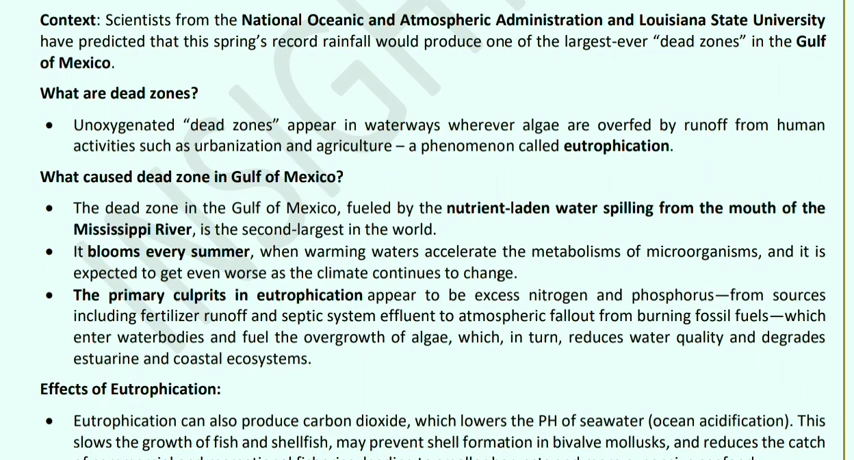 Context: Scientists from the National Oceanic and Atmospheric Administration and Louisiana State University
have predicted that this spring's record rainfall would produce one of the largest-ever "dead zones" in the Gulf
of Mexico.
What are dead zones?
• Unoxygenated "dead zones" appear in waterways wherever algae are overfed by runoff from human
activities such as urbanization and agriculture – a phenomenon called eutrophication.
What caused dead zone in Gulf of Mexico?
• The dead zone in the Gulf of Mexico, fueled by the nutrient-laden water spilling from the mouth of the
Mississippi River, is the second-largest in the world.
• It blooms every summer, when warming waters accelerate the metabolisms of microorganisms, and it is
expected to get even worse as the climate continues to change.
• The primary culprits in eutrophication appear to be excess nitrogen and phosphorus—from sources
including fertilizer runoff and septic system effluent to atmospheric fallout from burning fossil fuels—which
enter waterbodies and fuel the overgrowth of algae, which, in turn, reduces water quality and degrades
estuarine and coastal ecosystems.
Effects of Eutrophication:
• Eutrophication can also produce carbon dioxide, which lowers the PH of seawater (ocean acidification). This
slows the growth of fish and shellfish, may prevent shell formation in bivalve mollusks, and reduces the catch
INSIGHT